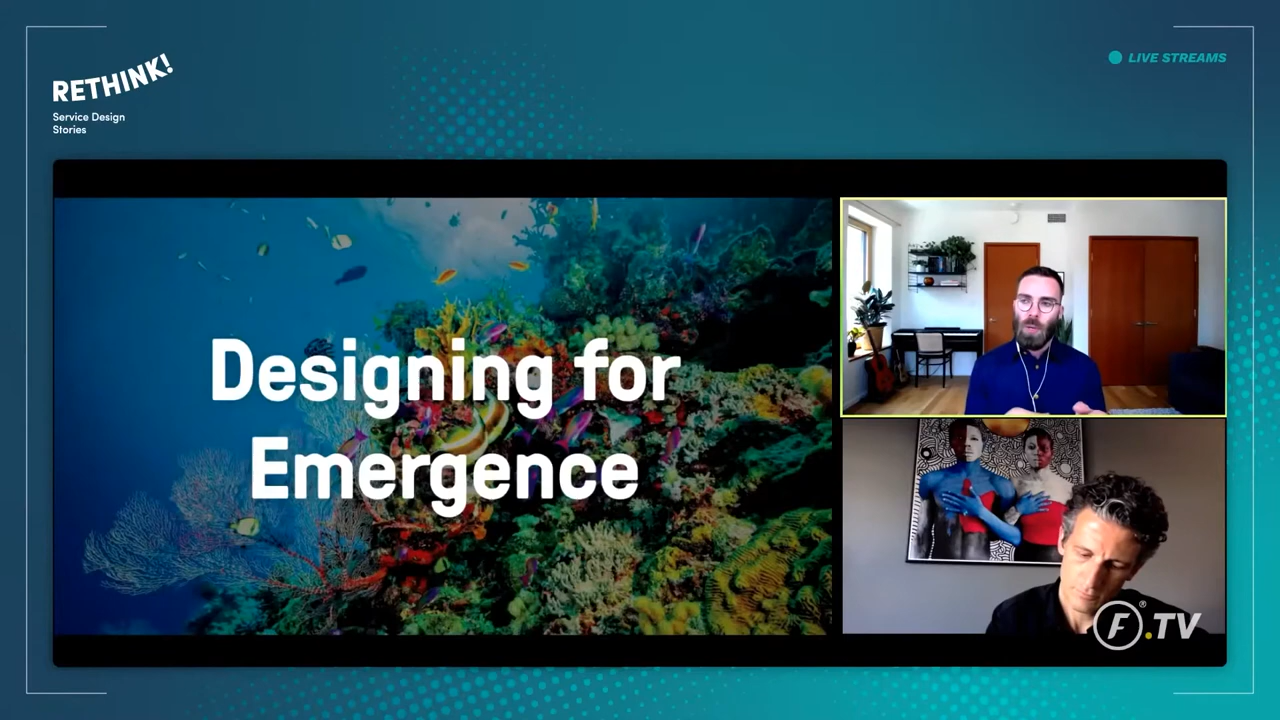 RETHINK!
Service Design
Stories
LIVE STREAMS
Designing for
Emergence
F®.TV